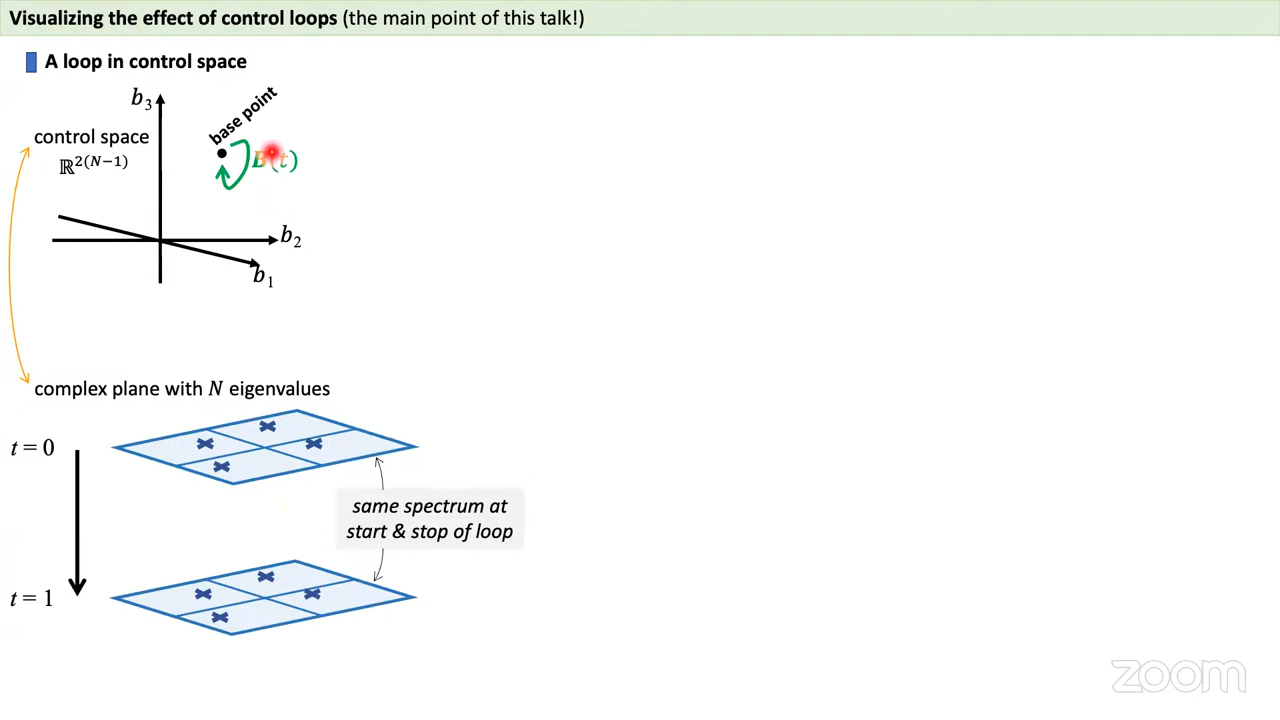 Visualizing the effect of control loops (the main point of this talk!)
A loop in control space
b₃
base point
control space
ℝ²⁽ᴺ⁻¹⁾
B(t)
b₂
b₁
complex plane with N eigenvalues
t = 0
same spectrum at
start & stop of loop
t = 1
zoom